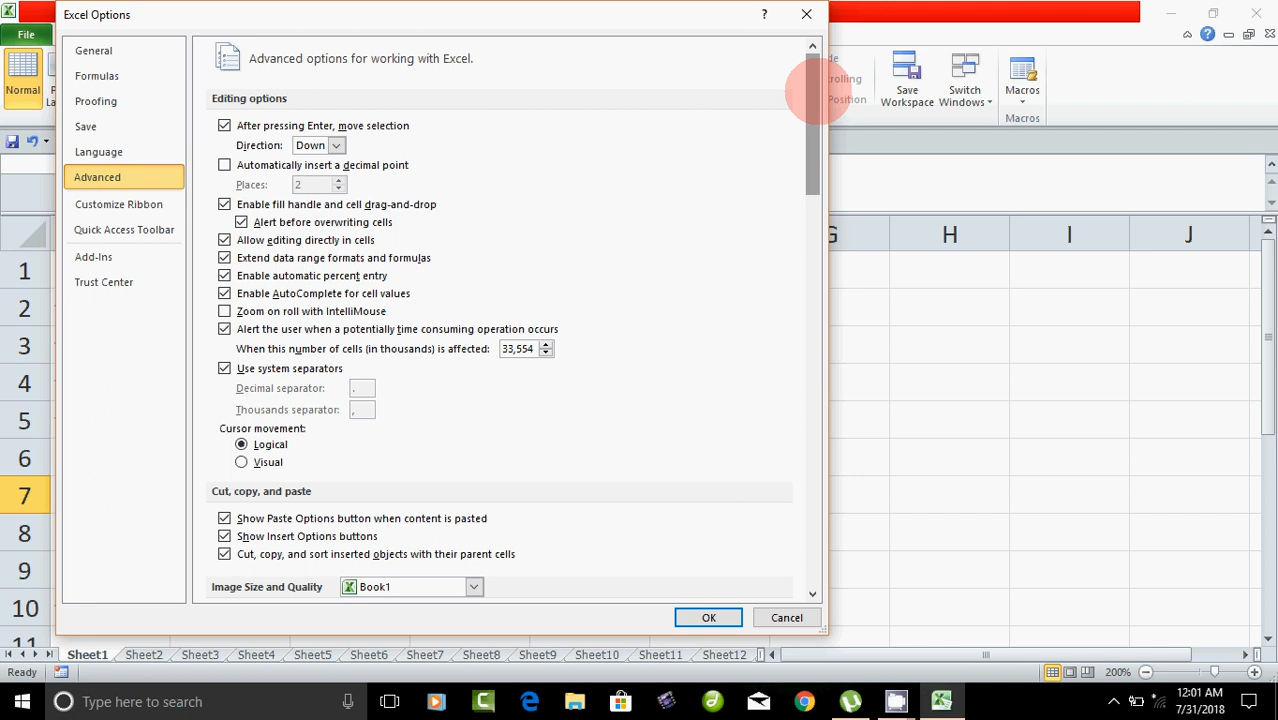 Excel Options
File
General
Formulas
Proofing
Save
Language
Advanced
Customize Ribbon
Quick Access Toolbar
Add-Ins
Trust Center
Advanced options for working with Excel.
Editing options
After pressing Enter, move selection
Direction: Down
Automatically insert a decimal point
Places: 2
Enable fill handle and cell drag-and-drop
Alert before overwriting cells
Allow editing directly in cells
Extend data range formats and formulas
Enable automatic percent entry
Enable AutoComplete for cell values
Zoom on roll with IntelliMouse
Alert the user when a potentially time consuming operation occurs
When this number of cells (in thousands) is affected: 33,554
Use system separators
Decimal separator: .
Thousands separator: ,
Cursor movement:
Logical
Visual
Cut, copy, and paste
Show Paste Options button when content is pasted
Show Insert Options buttons
Cut, copy, and sort inserted objects with their parent cells
Image Size and Quality Book1
OK Cancel
Normal
Position
Save
Workspace
Switch
Windows
Macros
Macros
G H I J
1
2
3
4
5
6
7
8
9
10
11
Sheet1 Sheet2 Sheet3 Sheet4 Sheet5 Sheet6 Sheet7 Sheet8 Sheet9 Sheet10 Sheet11 Sheet12
Ready 200%
Type here to search
12:01 AM
7/31/2018